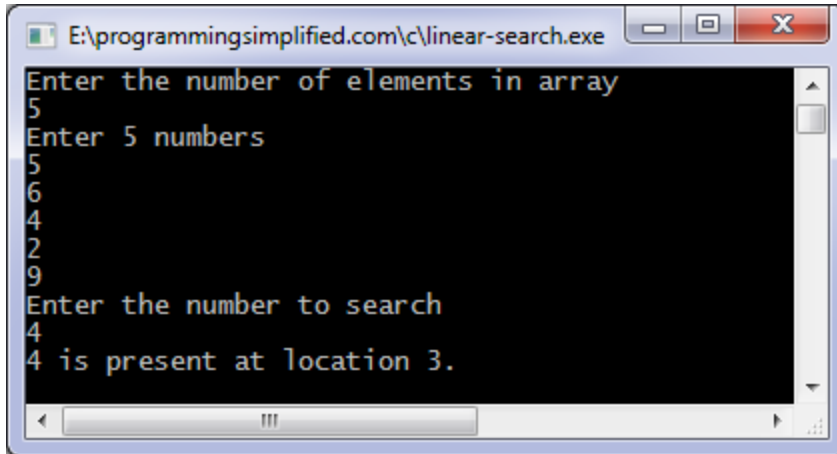 E:\programmingsimplified.com\c\linear-search.exe
Enter the number of elements in array
5
Enter 5 numbers
5
6
4
2
9
Enter the number to search
4
4 is present at location 3.